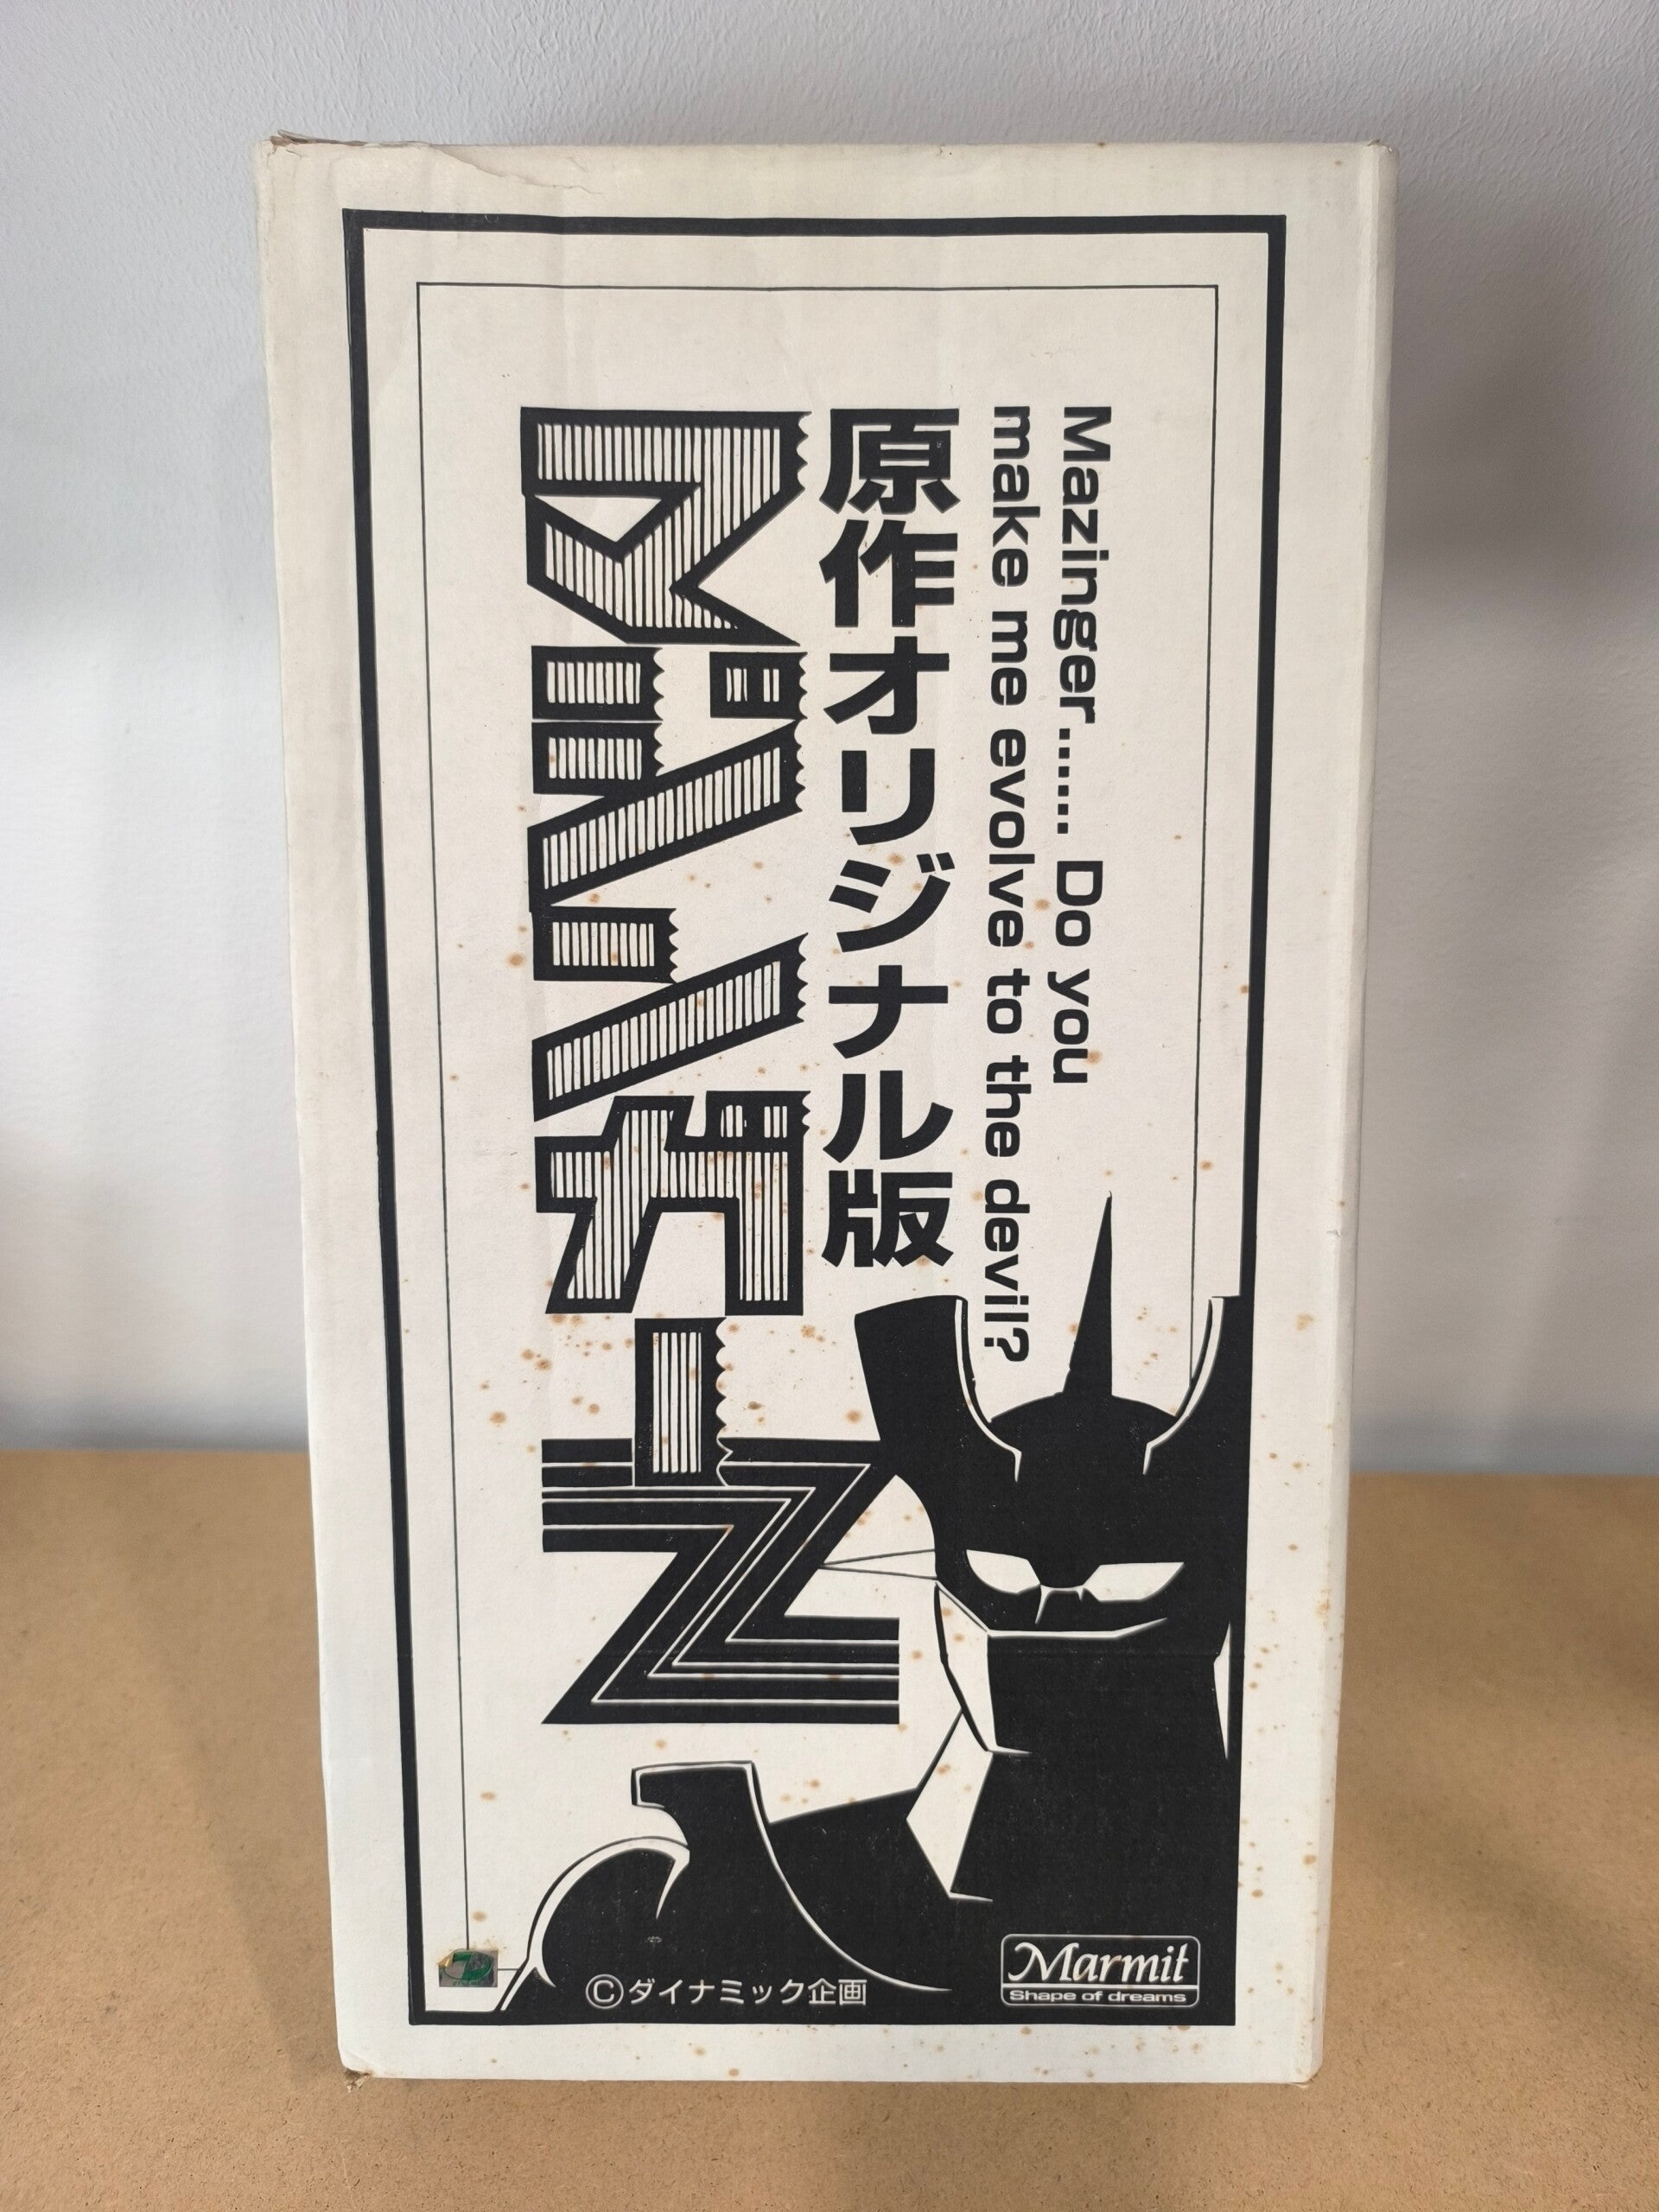 Mazinger…… Do you
make me evolve to the devil?
原作オリジナル版
マジンガーZ
©ダイナミック企画
Marmit
Shape of dreams